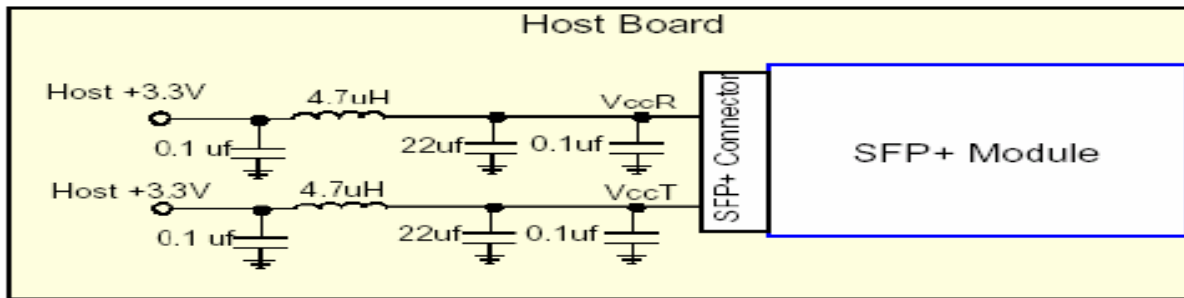 Host Board
Host +3.3V
4.7uH
VccR
0.1 uf
22uf
0.1uf
Host +3.3V
4.7uH
VccT
0.1 uf
22uf
0.1uf
SFP+ Connector
SFP+ Module